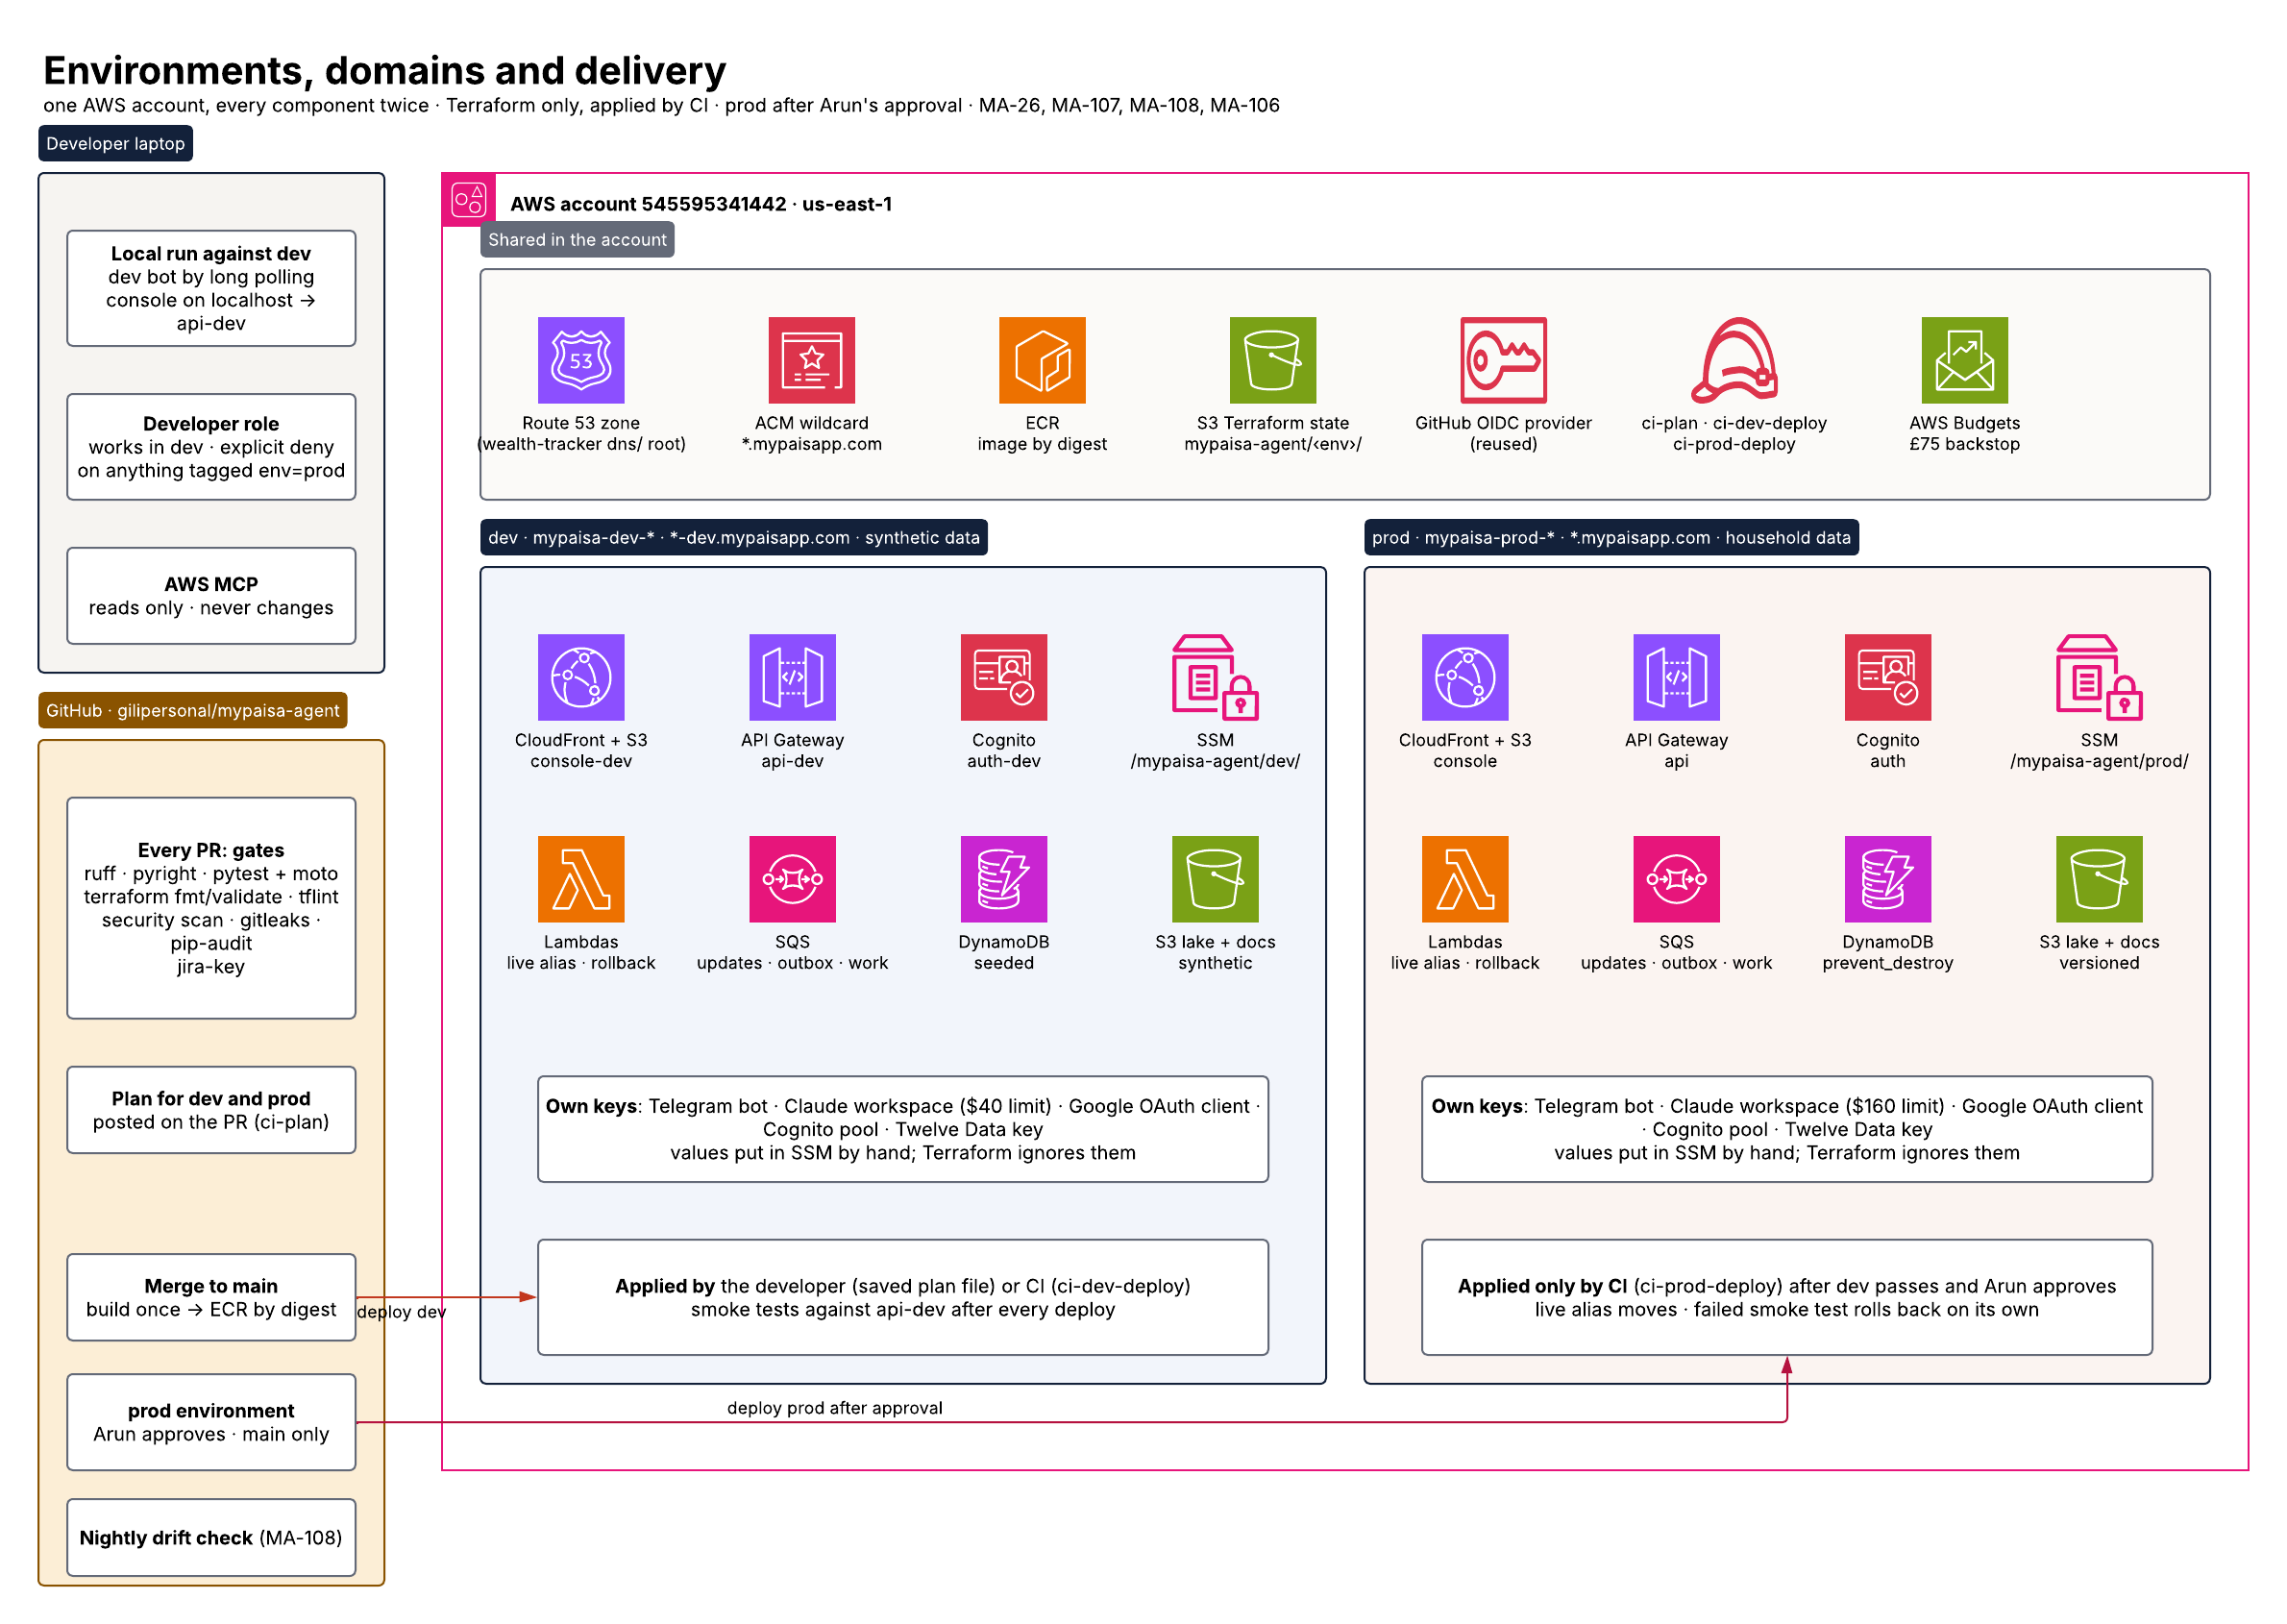 Environments, domains and delivery
one AWS account, every component twice · Terraform only, applied by CI · prod after Arun's approval · MA-26, MA-107, MA-108, MA-106
Developer laptop
Local run against dev
dev bot by long polling
console on localhost →
api-dev
Developer role
works in dev · explicit deny
on anything tagged env=prod
AWS MCP
reads only · never changes
GitHub · gilipersonal/mypaisa-agent
Every PR: gates
ruff · pyright · pytest + moto
terraform fmt/validate · tflint
security scan · gitleaks ·
pip-audit
jira-key
Plan for dev and prod
posted on the PR (ci-plan)
Merge to main
build once → ECR by digest
deploy dev
prod environment
Arun approves · main only
deploy prod after approval
Nightly drift check (MA-108)
AWS account 545595341442 · us-east-1
Shared in the account
53
Route 53 zone
(wealth-tracker dns/ root)
ACM wildcard
*.mypaisapp.com
ECR
image by digest
S3 Terraform state
mypaisa-agent/‹env›/
GitHub OIDC provider
(reused)
ci-plan · ci-dev-deploy
ci-prod-deploy
AWS Budgets
£75 backstop
dev · mypaisa-dev-* · *-dev.mypaisapp.com · synthetic data
CloudFront + S3
console-dev
API Gateway
api-dev
Cognito
auth-dev
SSM
/mypaisa-agent/dev/
Lambdas
live alias · rollback
SQS
updates · outbox · work
DynamoDB
seeded
S3 lake + docs
synthetic
Own keys: Telegram bot · Claude workspace ($40 limit) · Google OAuth client ·
Cognito pool · Twelve Data key
values put in SSM by hand; Terraform ignores them
Applied by the developer (saved plan file) or CI (ci-dev-deploy)
smoke tests against api-dev after every deploy
prod · mypaisa-prod-* · *.mypaisapp.com · household data
CloudFront + S3
console
API Gateway
api
Cognito
auth
SSM
/mypaisa-agent/prod/
Lambdas
live alias · rollback
SQS
updates · outbox · work
DynamoDB
prevent_destroy
S3 lake + docs
versioned
Own keys: Telegram bot · Claude workspace ($160 limit) · Google OAuth client
· Cognito pool · Twelve Data key
values put in SSM by hand; Terraform ignores them
Applied only by CI (ci-prod-deploy) after dev passes and Arun approves
live alias moves · failed smoke test rolls back on its own